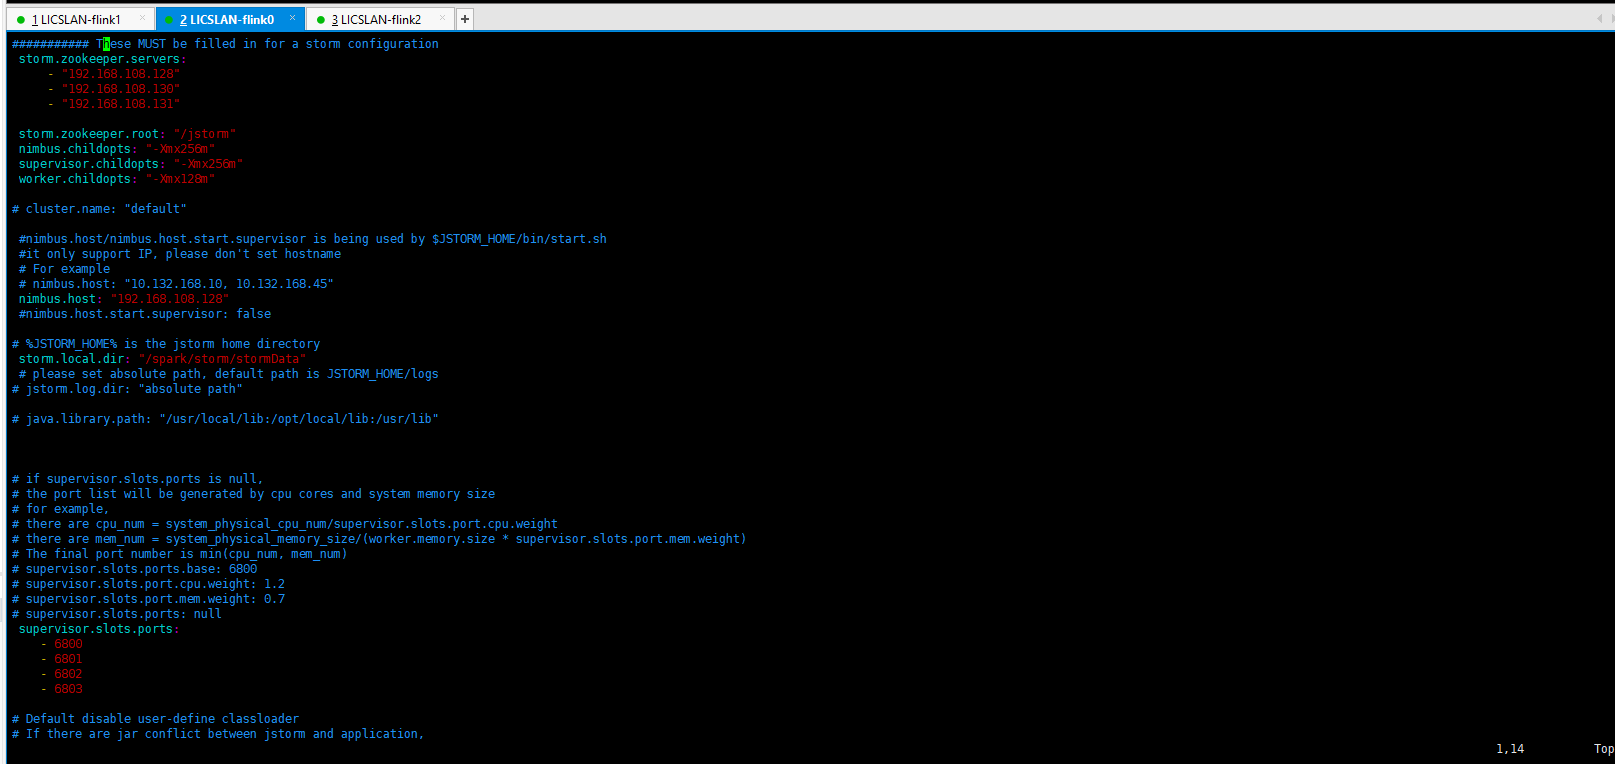 1 LICSLAN-flink1 × 2 LICSLAN-flink0 × 3 LICSLAN-flink2 × +
########### These MUST be filled in for a storm configuration
storm.zookeeper.servers:
- "192.168.108.128"
- "192.168.108.130"
- "192.168.108.131"
storm.zookeeper.root: "/jstorm"
nimbus.childopts: "-Xmx256m"
supervisor.childopts: "-Xmx256m"
worker.childopts: "-Xmx128m"
# cluster.name: "default"
#nimbus.host/nimbus.host.start.supervisor is being used by $JSTORM_HOME/bin/start.sh
#it only support IP, please don't set hostname
# For example
# nimbus.host: "10.132.168.10, 10.132.168.45"
nimbus.host: "192.168.108.128"
#nimbus.host.start.supervisor: false
# %JSTORM_HOME% is the jstorm home directory
storm.local.dir: "/spark/storm/stormData"
# please set absolute path, default path is JSTORM_HOME/logs
# jstorm.log.dir: "absolute path"
# java.library.path: "/usr/local/lib:/opt/local/lib:/usr/lib"
# if supervisor.slots.ports is null,
# the port list will be generated by cpu cores and system memory size
# for example,
# there are cpu_num = system_physical_cpu_num/supervisor.slots.port.cpu.weight
# there are mem_num = system_physical_memory_size/(worker.memory.size * supervisor.slots.port.mem.weight)
# The final port number is min(cpu_num, mem_num)
# supervisor.slots.ports.base: 6800
# supervisor.slots.port.cpu.weight: 1.2
# supervisor.slots.port.mem.weight: 0.7
# supervisor.slots.ports: null
supervisor.slots.ports:
- 6800
- 6801
- 6802
- 6803
# Default disable user-define classloader
# If there are jar conflict between jstorm and application,
1,14 Top